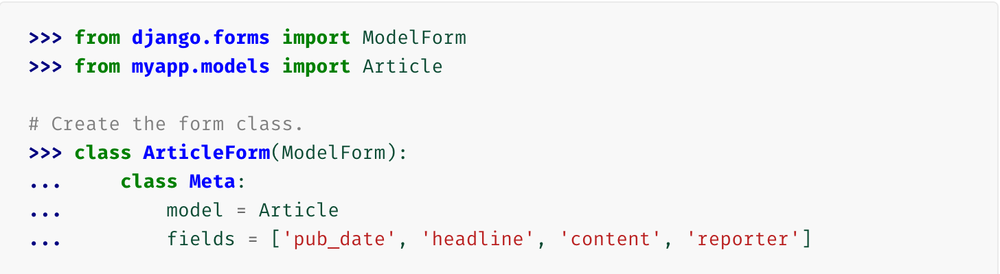 >>> from django.forms import ModelForm
>>> from myapp.models import Article

# Create the form class.
>>> class ArticleForm(ModelForm):
...     class Meta:
...         model = Article
...         fields = ['pub_date', 'headline', 'content', 'reporter']